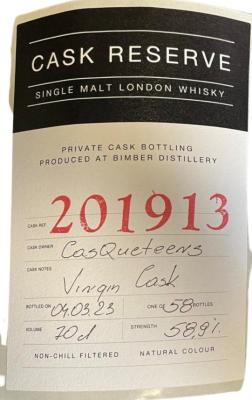 CASK RESERVE
SINGLE MALT LONDON WHISKY
PRIVATE CASK BOTTLING
PRODUCED AT BIMBER DISTILLERY
CASK REF. 201913
CASK OWNER CasQueteers
CASK NOTES Virgin Cask
BOTTLED ON 04.03.23 ONE OF 58 BOTTLES
VOLUME 70cl STRENGTH 58,9%
NON-CHILL FILTERED NATURAL COLOUR